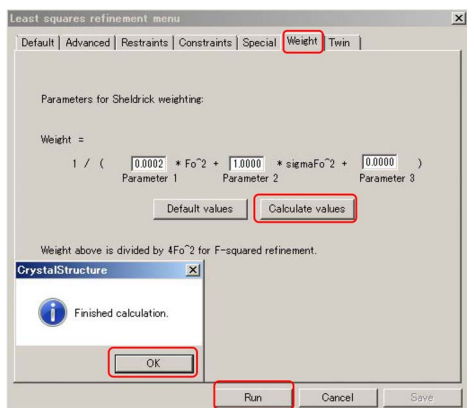 Least squares refinement menu
Default Advanced Restraints Constraints Special Weight Twin
Parameters for Sheldrick weighting:
Weight =
1 / ( 0.0002 * Fo^2 + 1.0000 * sigmaFo^2 + 0.0000 )
Parameter 1 Parameter 2 Parameter 3
Default values Calculate values
Weight above is divided by 4Fo^2 for F-squared refinement.
CrystalStructure
Finished calculation.
OK
Run Cancel Save